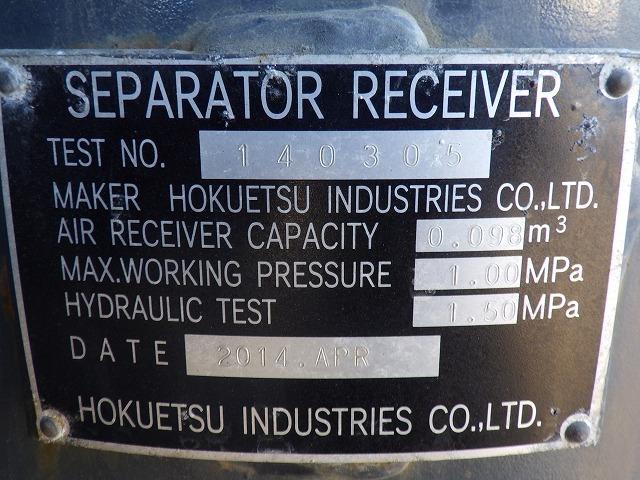 SEPARATOR RECEIVER
TEST NO. 140305
MAKER HOKUETSU INDUSTRIES CO.,LTD.
AIR RECEIVER CAPACITY 0.098 m³
MAX.WORKING PRESSURE 1.00 MPa
HYDRAULIC TEST 1.50 MPa
DATE 2014.APR
HOKUETSU INDUSTRIES CO.,LTD.